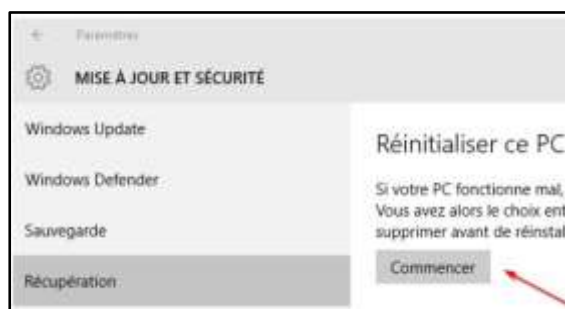 Paramètres
MISE À JOUR ET SÉCURITÉ
Windows Update
Windows Defender
Sauvegarde
Récupération
Réinitialiser ce PC
Si votre PC fonctionne mal,
Vous avez alors le choix ent
supprimer avant de réinstal
Commencer